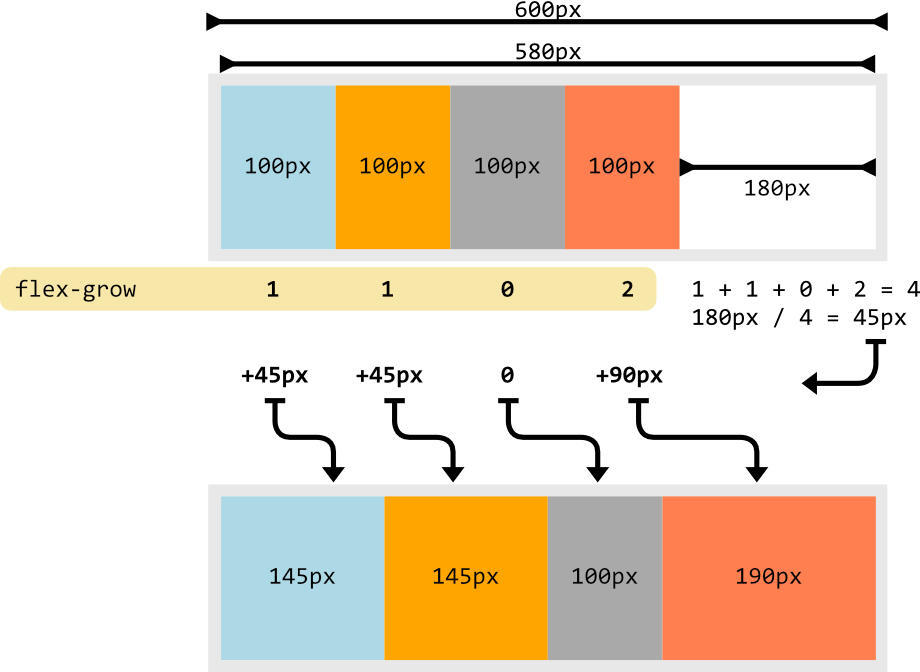 600px
580px
100px 100px 100px 100px
180px
flex-grow 1 1 0 2 1 + 1 + 0 + 2 = 4
180px / 4 = 45px
+45px +45px 0 +90px
145px 145px 100px 190px